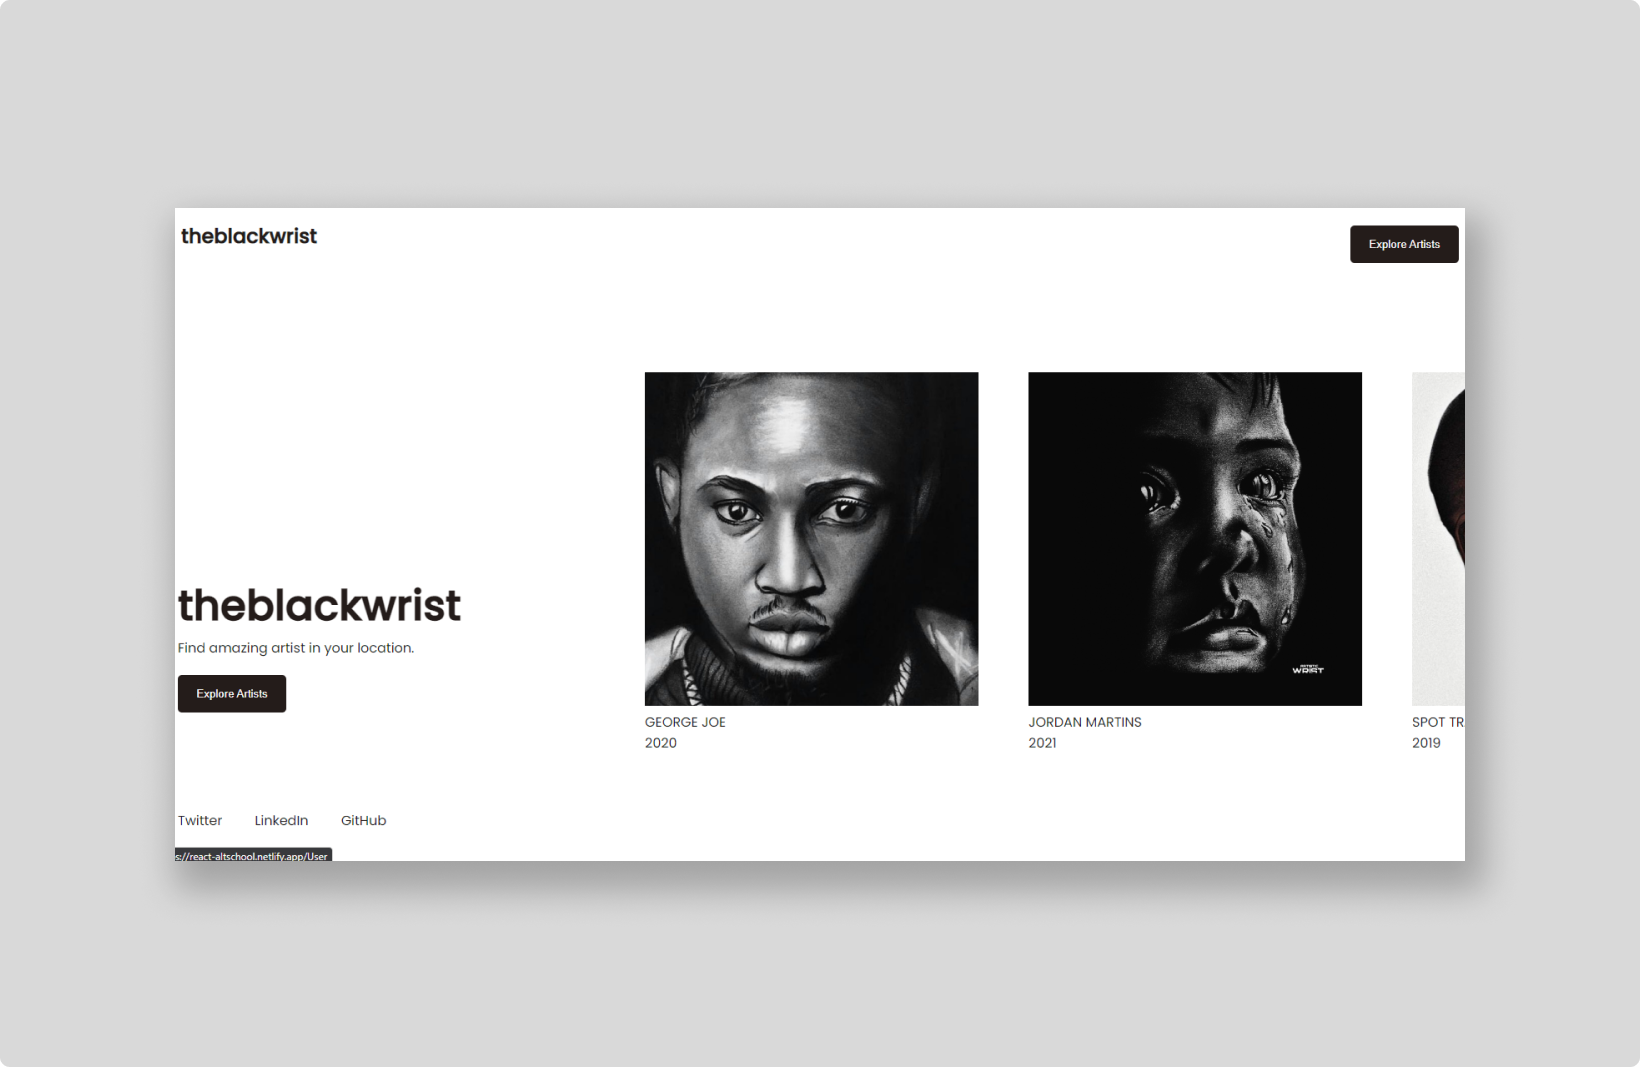 theblackwrist
Explore Artists
theblackwrist
Find amazing artist in your location.
Explore Artists
ARTISTIC
WRIST
GEORGE JOE
2020
JORDAN MARTINS
2021
SPOT TR
2019
Twitter
LinkedIn
GitHub
s://react-altschool.netlify.app/User